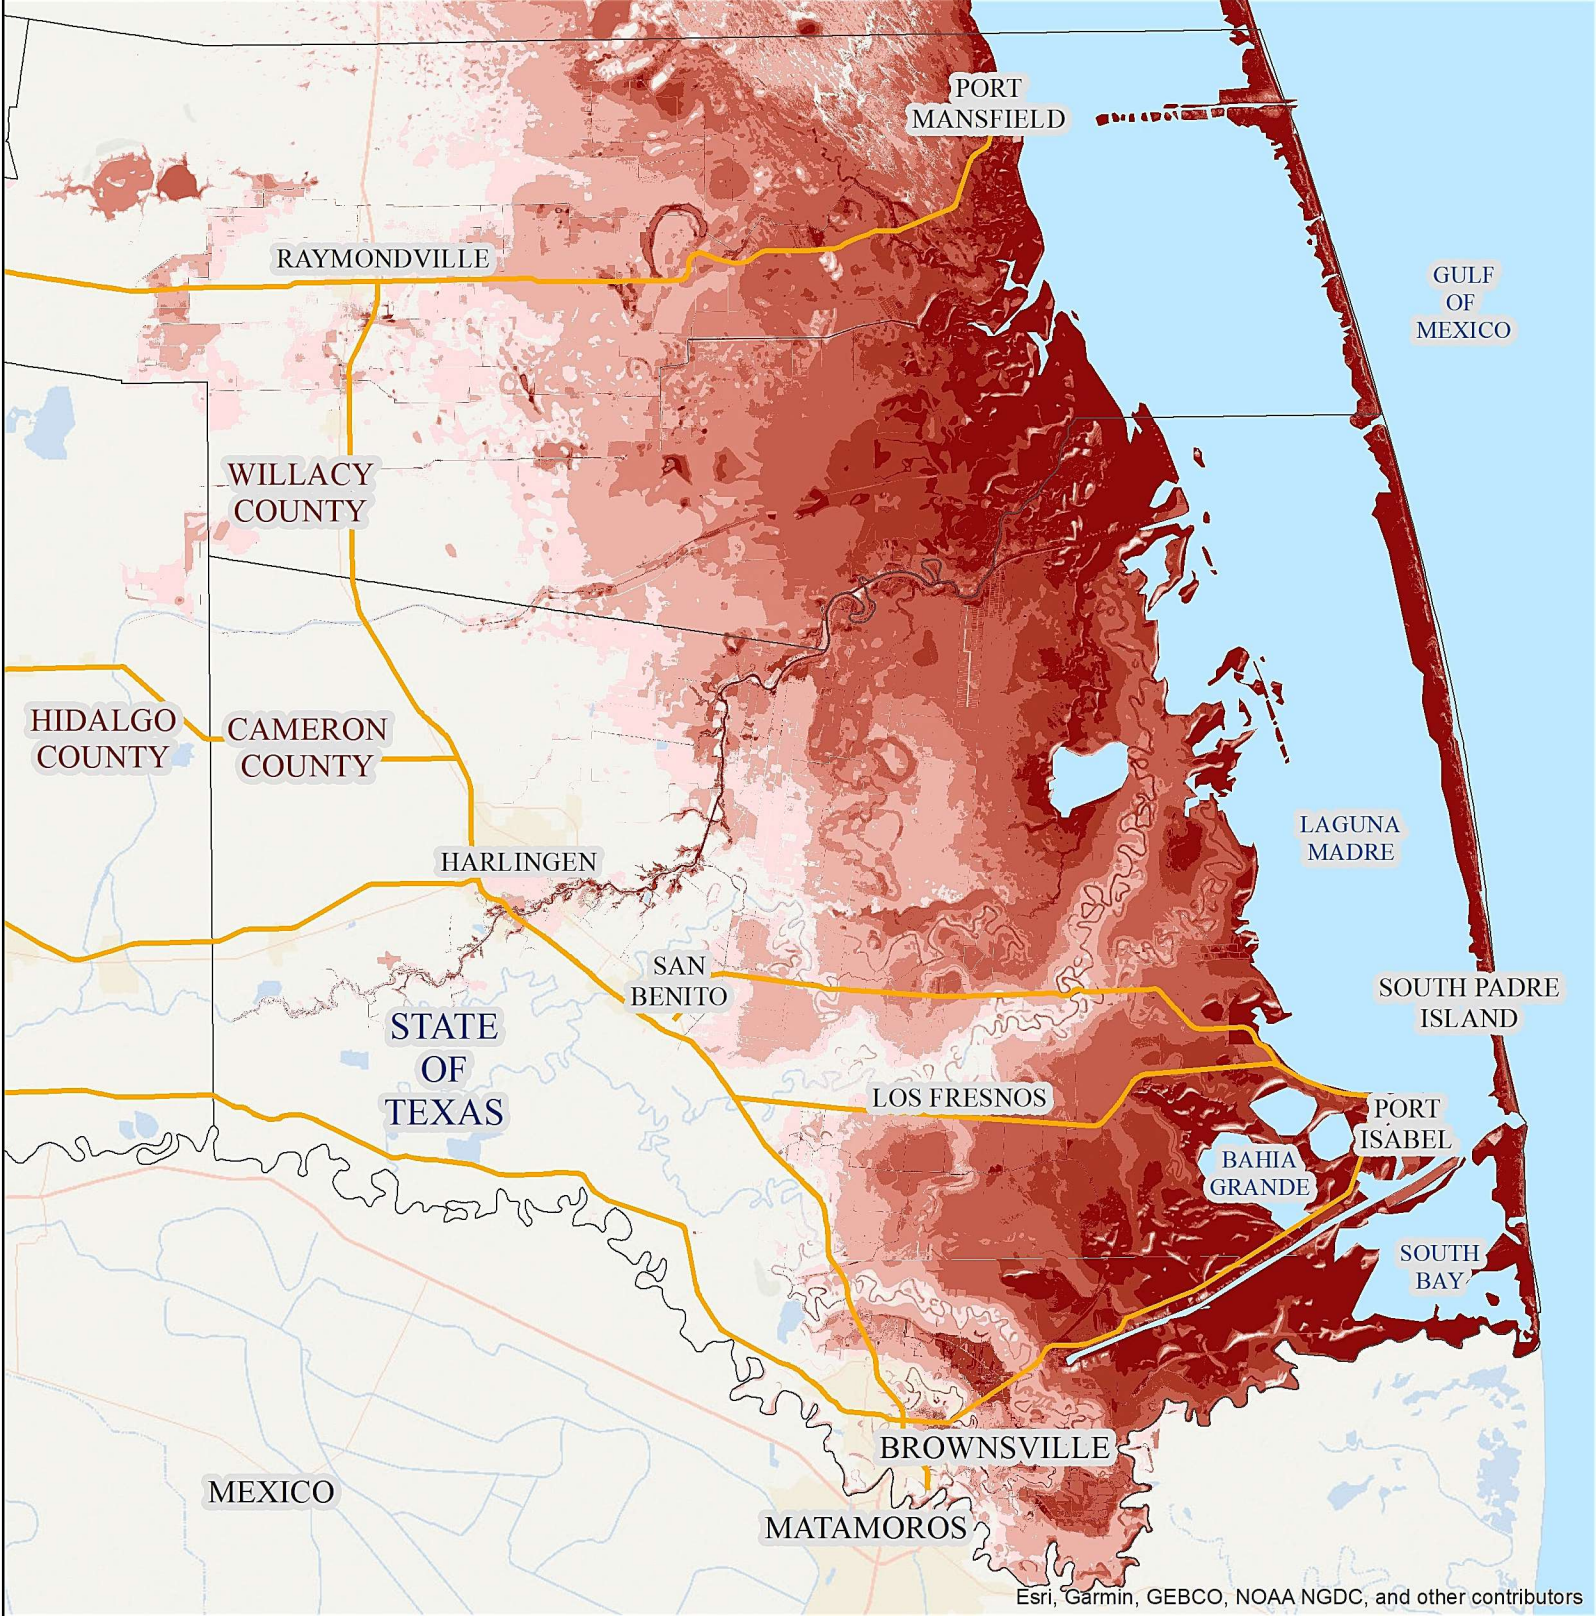 PORT
MANSFIELD
RAYMONDVILLE
GULF
OF
MEXICO
WILLACY
COUNTY
HIDALGO
COUNTY
CAMERON
COUNTY
LAGUNA
MADRE
HARLINGEN
SAN
BENITO
SOUTH PADRE
ISLAND
STATE
OF
TEXAS
LOS FRESNOS
PORT
ISABEL
BAHIA
GRANDE
SOUTH
BAY
BROWNSVILLE
MEXICO
MATAMOROS
Esri, Garmin, GEBCO, NOAA NGDC, and other contributors